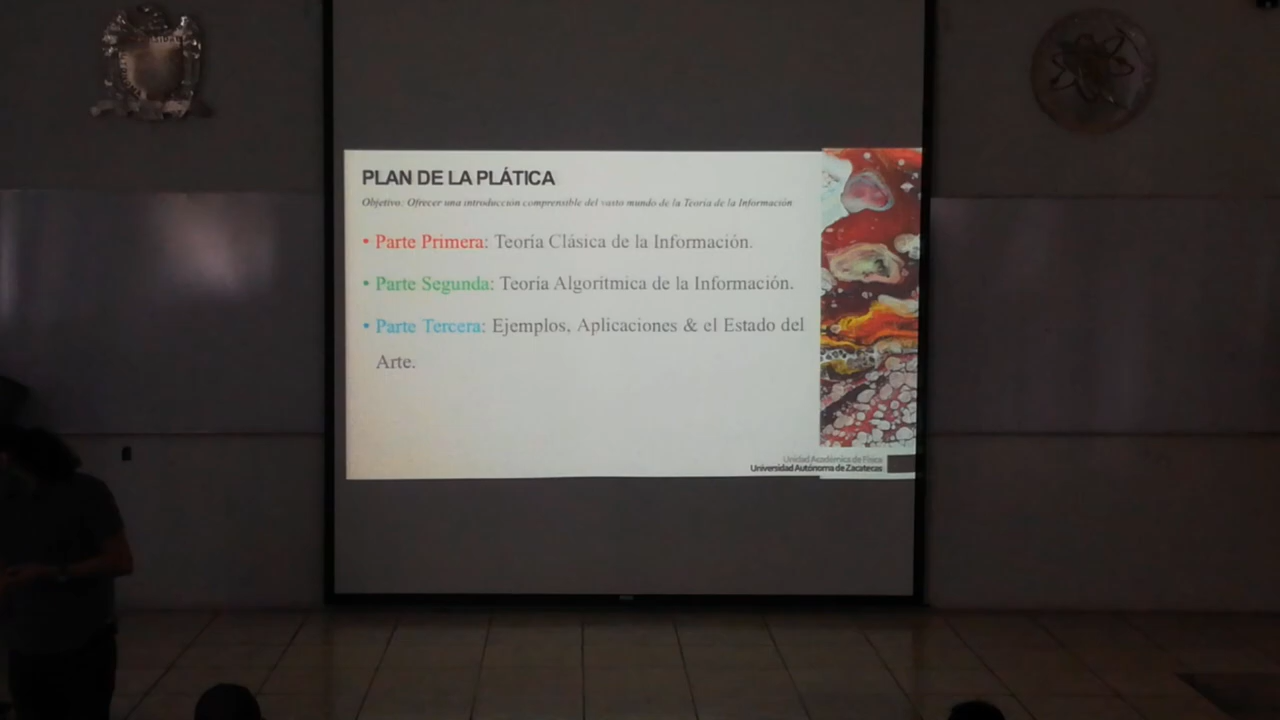 PLAN DE LA PLÁTICA
Objetivo: Ofrecer una introducción comprensible del vasto mundo de la Teoría de la Información
• Parte Primera: Teoría Clásica de la Información.
• Parte Segunda: Teoría Algorítmica de la Información.
• Parte Tercera: Ejemplos, Aplicaciones & el Estado del
Arte.
Unidad Académica de Física
Universidad Autónoma de Zacatecas